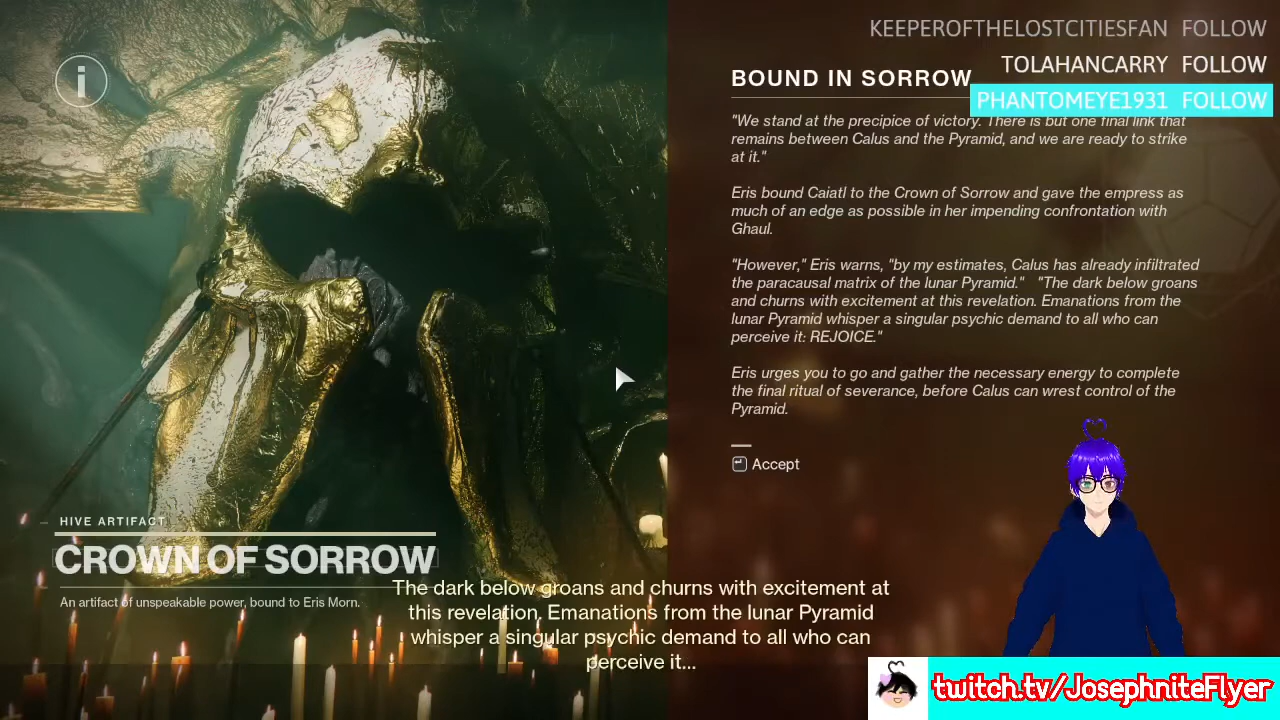 KEEPEROFTHELOSTCITIESFAN FOLLOW
TOLAHANCARRY FOLLOW
PHANTOMEYE1931 FOLLOW
i
BOUND IN SORROW
"We stand at the precipice of victory. There is but one final link that
remains between Calus and the Pyramid, and we are ready to strike
at it."
Eris bound Caiatl to the Crown of Sorrow and gave the empress as
much of an edge as possible in her impending confrontation with
Ghaul.
"However," Eris warns, "by my estimates, Calus has already infiltrated
the paracausal matrix of the lunar Pyramid." "The dark below groans
and churns with excitement at this revelation. Emanations from the
lunar Pyramid whisper a singular psychic demand to all who can
perceive it: REJOICE."
Eris urges you to go and gather the necessary energy to complete
the final ritual of severance, before Calus can wrest control of the
Pyramid.
Accept
HIVE ARTIFACT
CROWN OF SORROW
An artifact of unspeakable power, bound to Eris Morn.
The dark below groans and churns with excitement at
this revelation. Emanations from the lunar Pyramid
whisper a singular psychic demand to all who can
perceive it...
twitch.tv/JosephniteFlyer